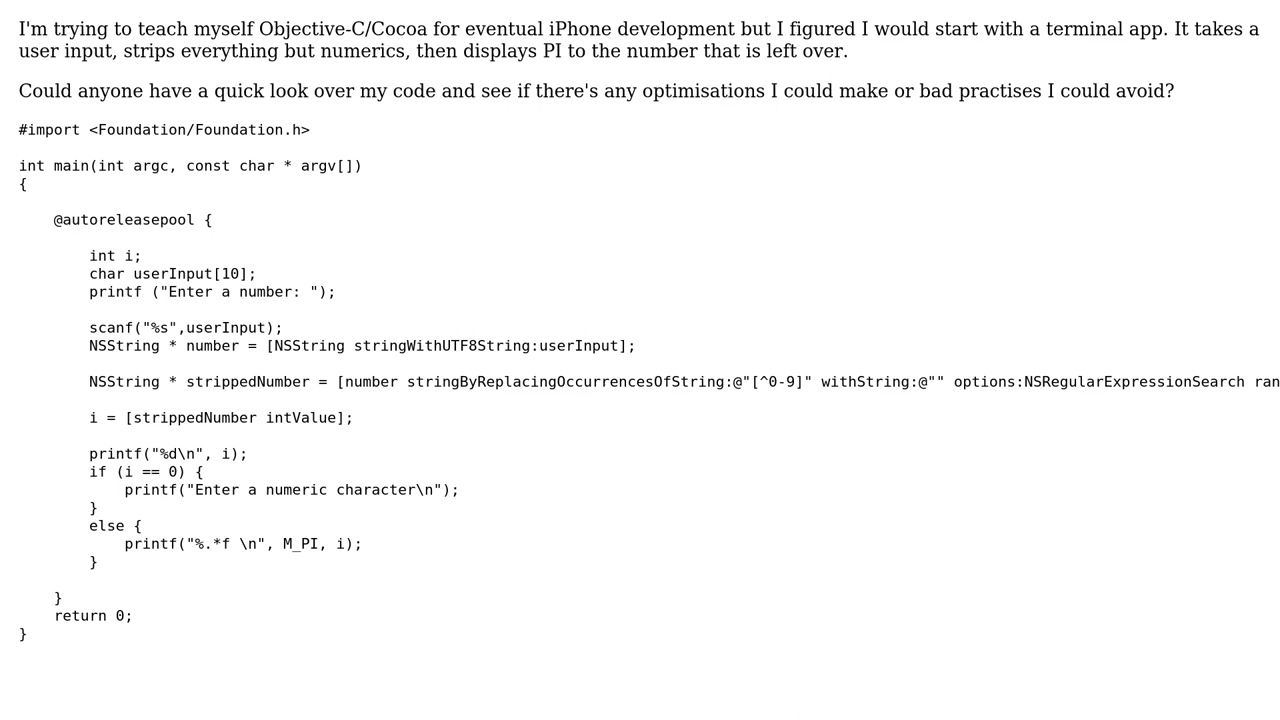 I'm trying to teach myself Objective-C/Cocoa for eventual iPhone development but I figured I would start with a terminal app. It takes a
user input, strips everything but numerics, then displays PI to the number that is left over.
Could anyone have a quick look over my code and see if there's any optimisations I could make or bad practises I could avoid?
#import <Foundation/Foundation.h>
int main(int argc, const char * argv[])
{
@autoreleasepool {
int i;
char userInput[10];
printf ("Enter a number: ");
scanf("%s",userInput);
NSString * number = [NSString stringWithUTF8String:userInput];
NSString * strippedNumber = [number stringByReplacingOccurrencesOfString:@"[^0-9]" withString:@"" options:NSRegularExpressionSearch ran
i = [strippedNumber intValue];
printf("%d\n", i);
if (i == 0) {
printf("Enter a numeric character\n");
}
else {
printf("%.*f \n", M_PI, i);
}
}
return 0;
}